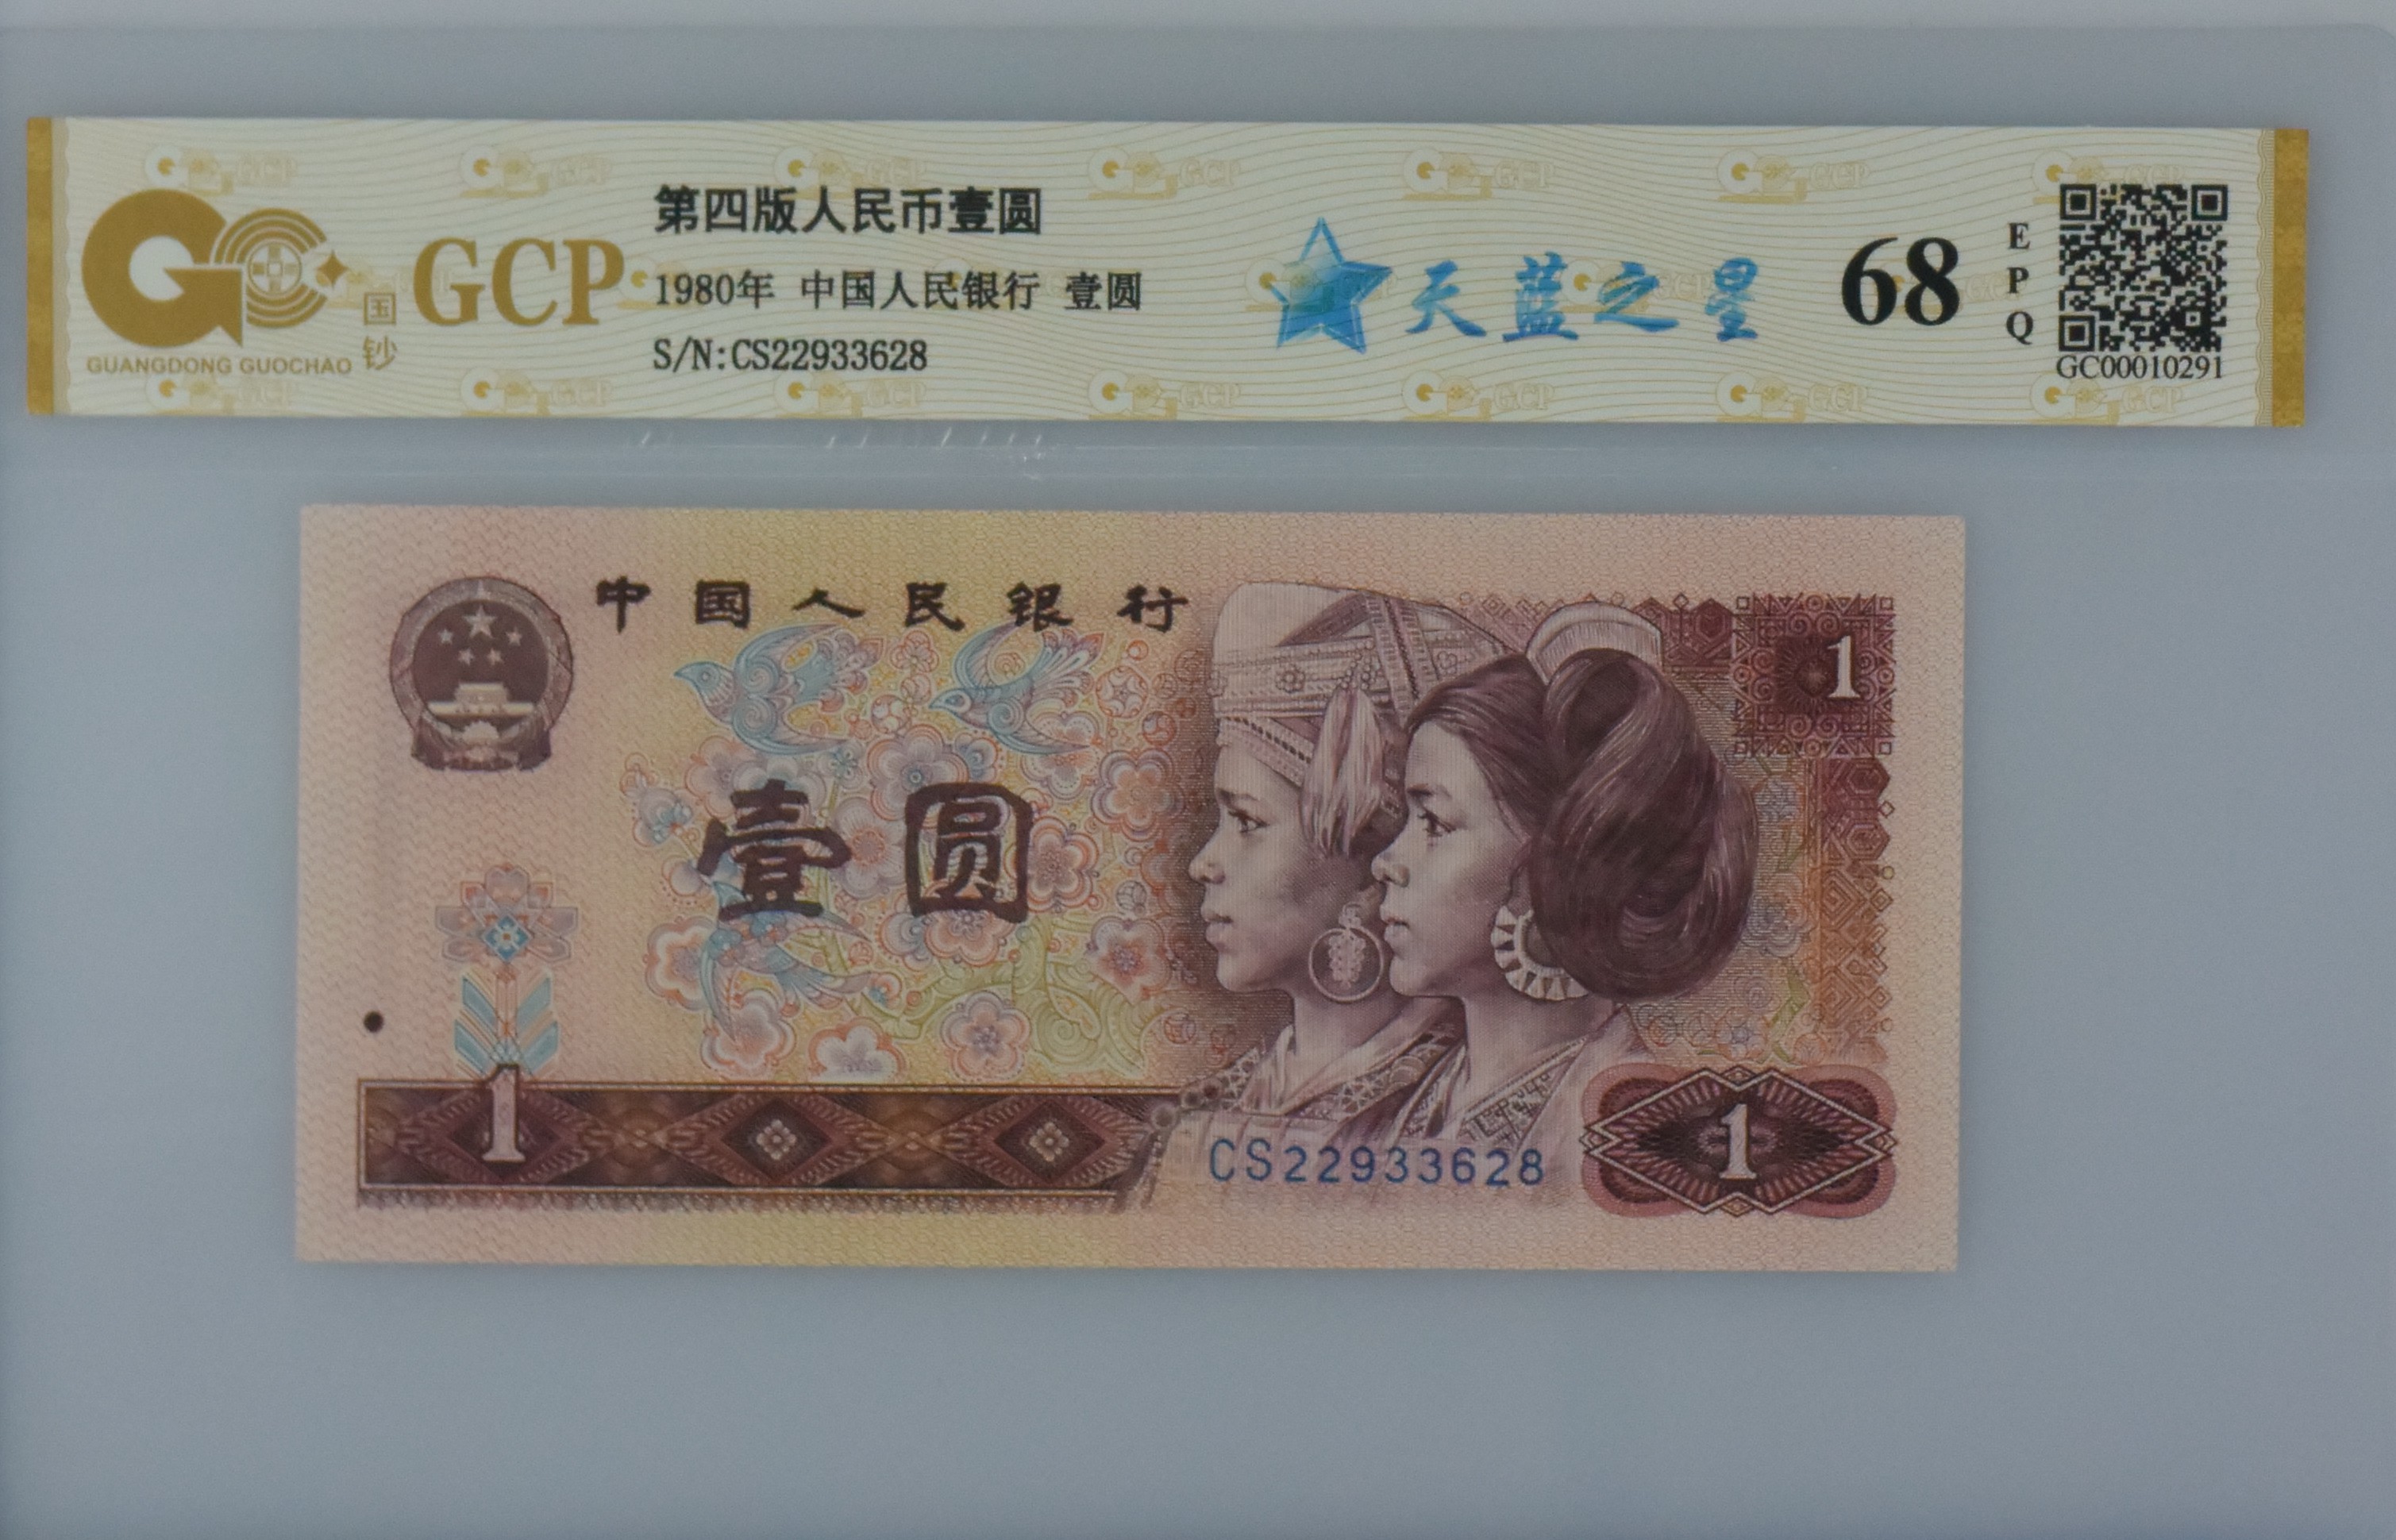 第四版人民币壹圆
GCP
国钞
1980年 中国人民银行 壹圆
天蓝之星
68
EPQ
S/N:CS22933628
GUANGDONG GUOCHAO
GC00010291
中国人民银行
1
壹圆
1
1
CS22933628